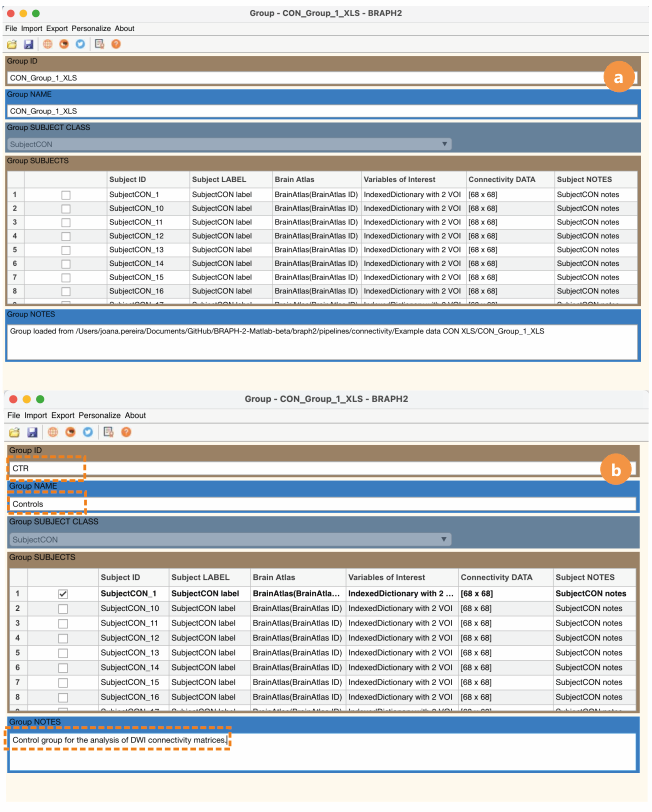 Group - CON_Group_1_XLS - BRAPH2
File Import Export Personalize About
Group ID
CON_Group_1_XLS
a
Group NAME
CON_Group_1_XLS
Group SUBJECT CLASS
SubjectCON
Group SUBJECTS
Subject ID Subject LABEL Brain Atlas Variables of Interest Connectivity DATA Subject NOTES
1 SubjectCON_1 SubjectCON label BrainAtlas(BrainAtlas ID) IndexedDictionary with 2 VOI [68 x 68] SubjectCON notes
2 SubjectCON_10 SubjectCON label BrainAtlas(BrainAtlas ID) IndexedDictionary with 2 VOI [68 x 68] SubjectCON notes
3 SubjectCON_11 SubjectCON label BrainAtlas(BrainAtlas ID) IndexedDictionary with 2 VOI [68 x 68] SubjectCON notes
4 SubjectCON_12 SubjectCON label BrainAtlas(BrainAtlas ID) IndexedDictionary with 2 VOI [68 x 68] SubjectCON notes
5 SubjectCON_13 SubjectCON label BrainAtlas(BrainAtlas ID) IndexedDictionary with 2 VOI [68 x 68] SubjectCON notes
6 SubjectCON_14 SubjectCON label BrainAtlas(BrainAtlas ID) IndexedDictionary with 2 VOI [68 x 68] SubjectCON notes
7 SubjectCON_15 SubjectCON label BrainAtlas(BrainAtlas ID) IndexedDictionary with 2 VOI [68 x 68] SubjectCON notes
8 SubjectCON_16 SubjectCON label BrainAtlas(BrainAtlas ID) IndexedDictionary with 2 VOI [68 x 68] SubjectCON notes
Group NOTES
Group loaded from /Users/joana.pereira/Documents/GitHub/BRAPH-2-Matlab-beta/braph2/pipelines/connectivity/Example data CON XLS/CON_Group_1_XLS
Group - CON_Group_1_XLS - BRAPH2
File Import Export Personalize About
Group ID
CTR
b
Group NAME
Controls
Group SUBJECT CLASS
SubjectCON
Group SUBJECTS
Subject ID Subject LABEL Brain Atlas Variables of Interest Connectivity DATA Subject NOTES
1 SubjectCON_1 SubjectCON label BrainAtlas(BrainAtla... IndexedDictionary with 2 ... [68 x 68] SubjectCON notes
2 SubjectCON_10 SubjectCON label BrainAtlas(BrainAtlas ID) IndexedDictionary with 2 VOI [68 x 68] SubjectCON notes
3 SubjectCON_11 SubjectCON label BrainAtlas(BrainAtlas ID) IndexedDictionary with 2 VOI [68 x 68] SubjectCON notes
4 SubjectCON_12 SubjectCON label BrainAtlas(BrainAtlas ID) IndexedDictionary with 2 VOI [68 x 68] SubjectCON notes
5 SubjectCON_13 SubjectCON label BrainAtlas(BrainAtlas ID) IndexedDictionary with 2 VOI [68 x 68] SubjectCON notes
6 SubjectCON_14 SubjectCON label BrainAtlas(BrainAtlas ID) IndexedDictionary with 2 VOI [68 x 68] SubjectCON notes
7 SubjectCON_15 SubjectCON label BrainAtlas(BrainAtlas ID) IndexedDictionary with 2 VOI [68 x 68] SubjectCON notes
8 SubjectCON_16 SubjectCON label BrainAtlas(BrainAtlas ID) IndexedDictionary with 2 VOI [68 x 68] SubjectCON notes
Group NOTES
Control group for the analysis of DWI connectivity matrices.